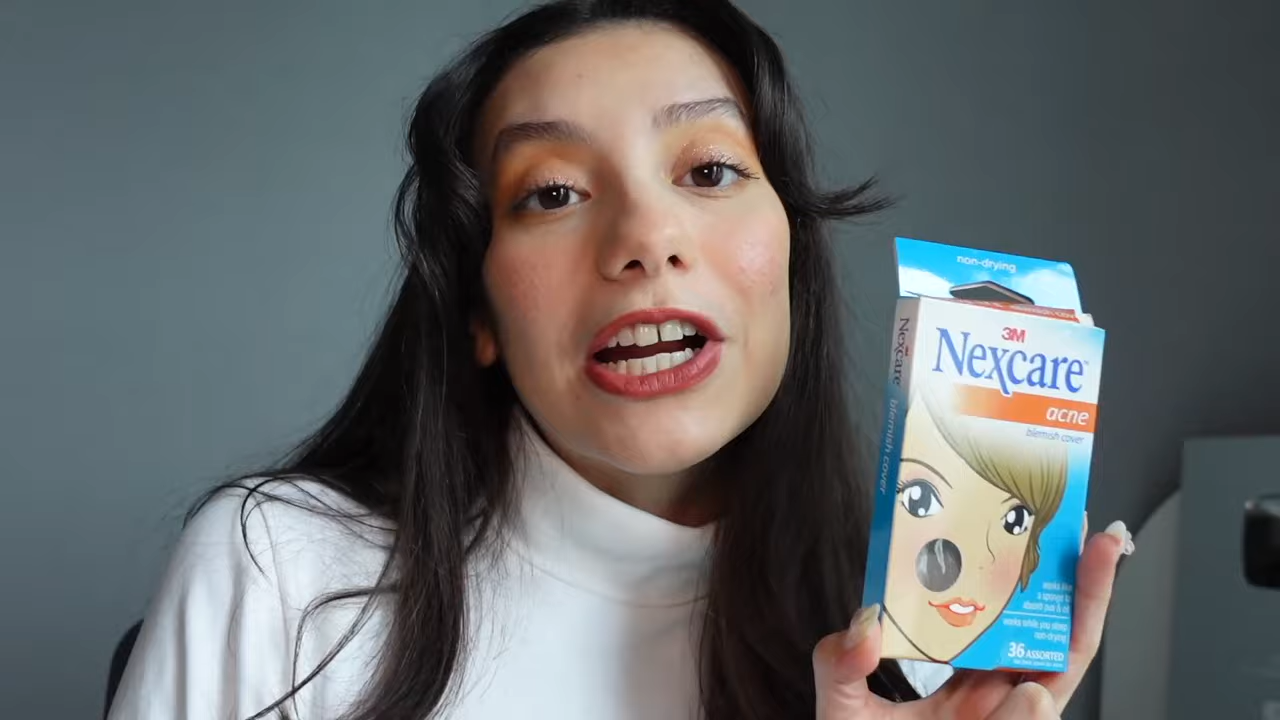 non-drying
3M
Nexcare
acne
blemish cover
works like
a sponge to
absorb pus & oil
works while you sleep
non-drying
36 ASSORTED
Nexcare
blemish cover